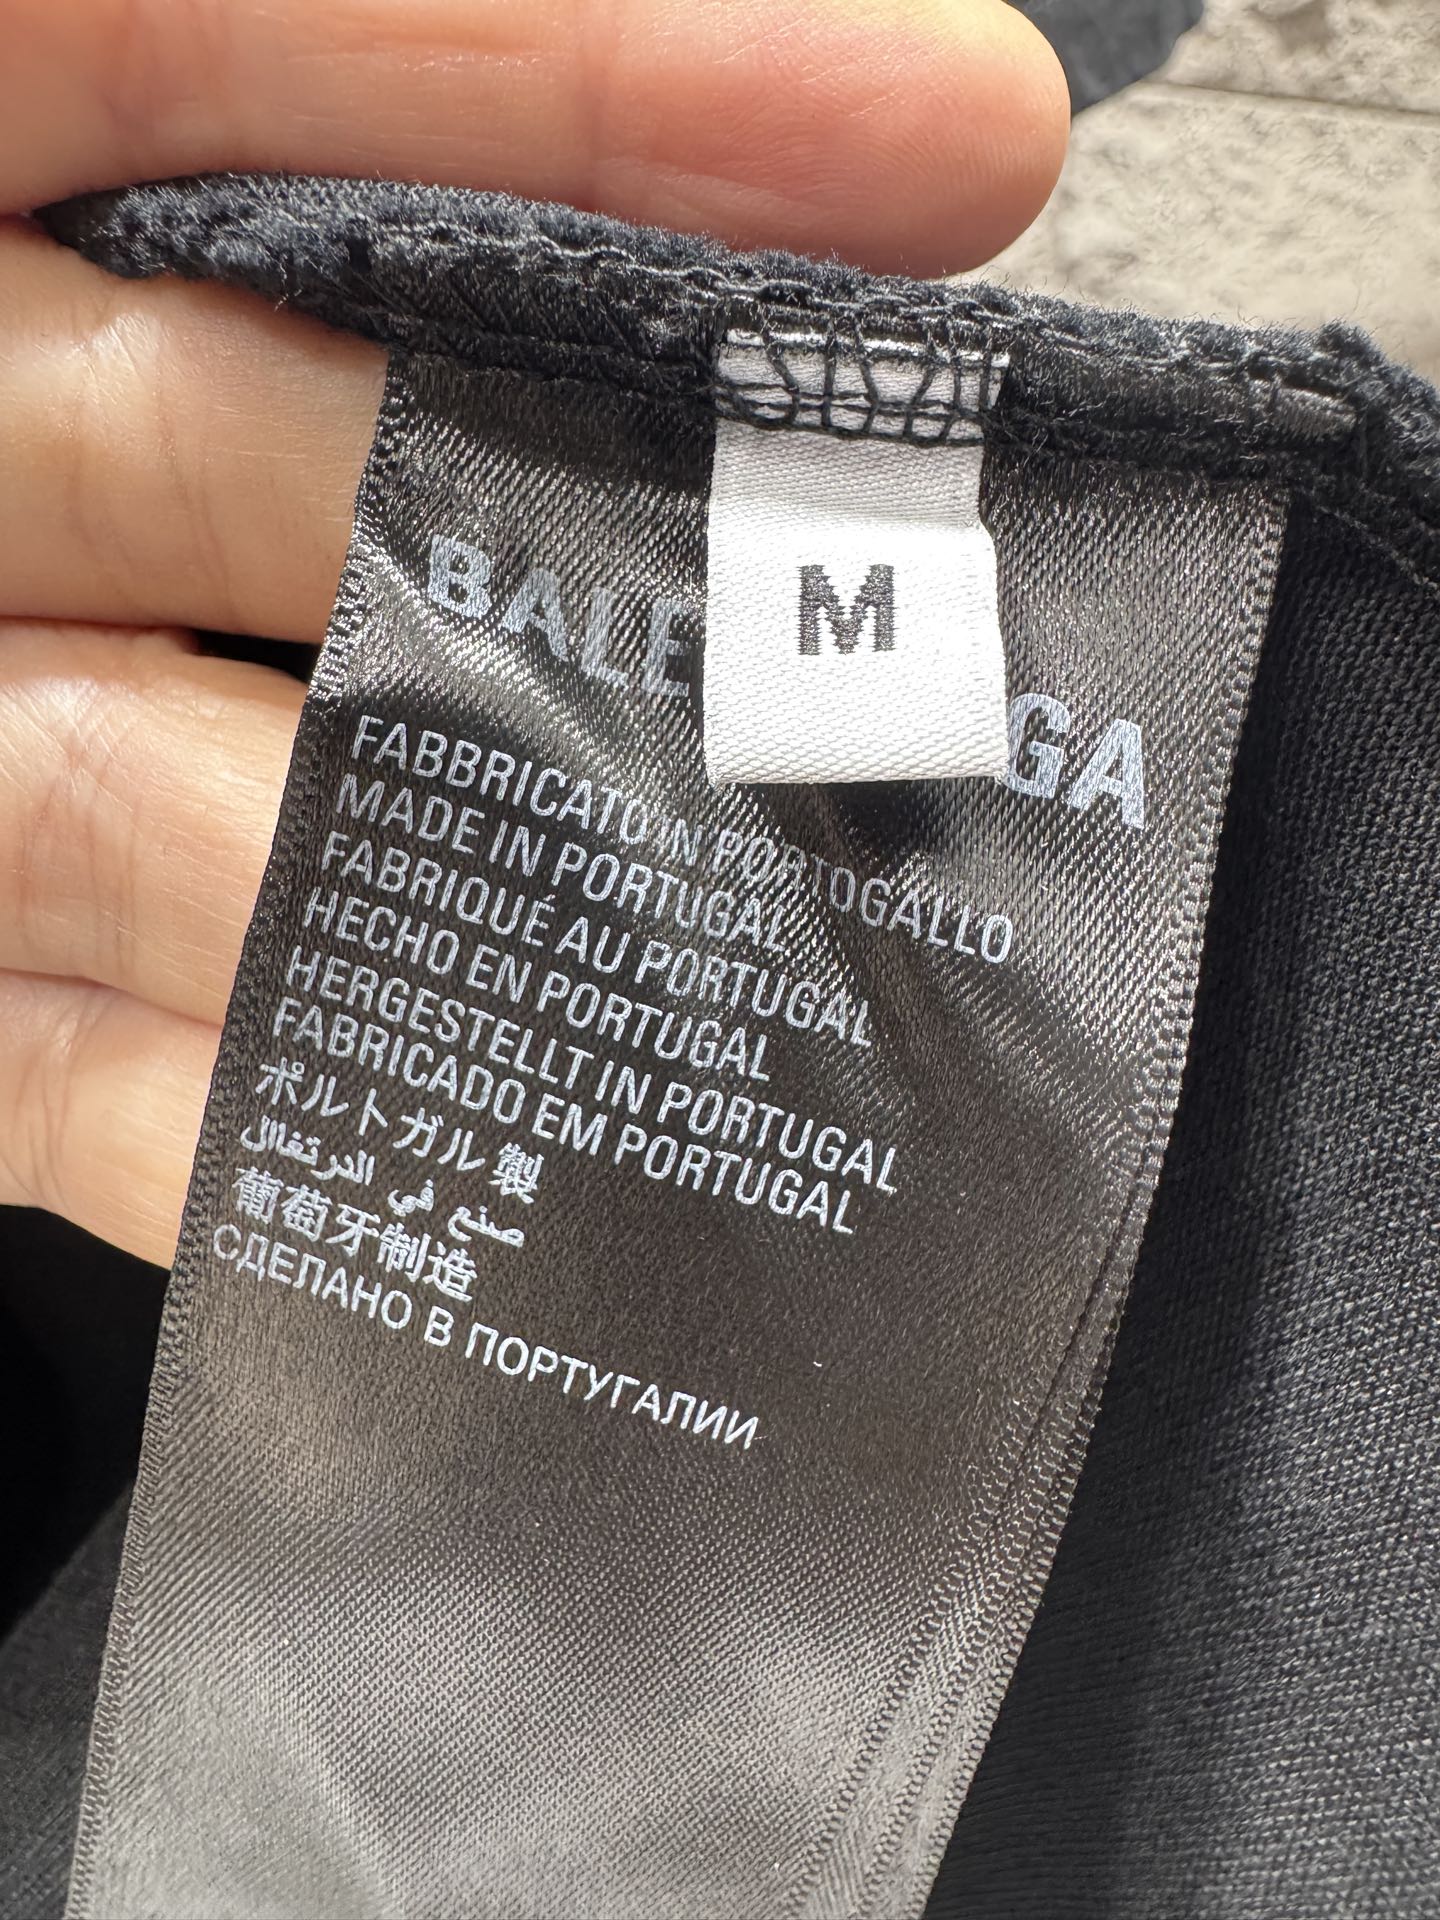 M
BALE GA
FABBRICATO IN PORTOGALLO
MADE IN PORTUGAL
FABRIQUÉ AU PORTUGAL
HECHO EN PORTUGAL
HERGESTELLT IN PORTUGAL
FABRICADO EM PORTUGAL
ポルトガル製
صنع في البرتغال
葡萄牙制造
СДЕЛАНО В ПОРТУГАЛИИ